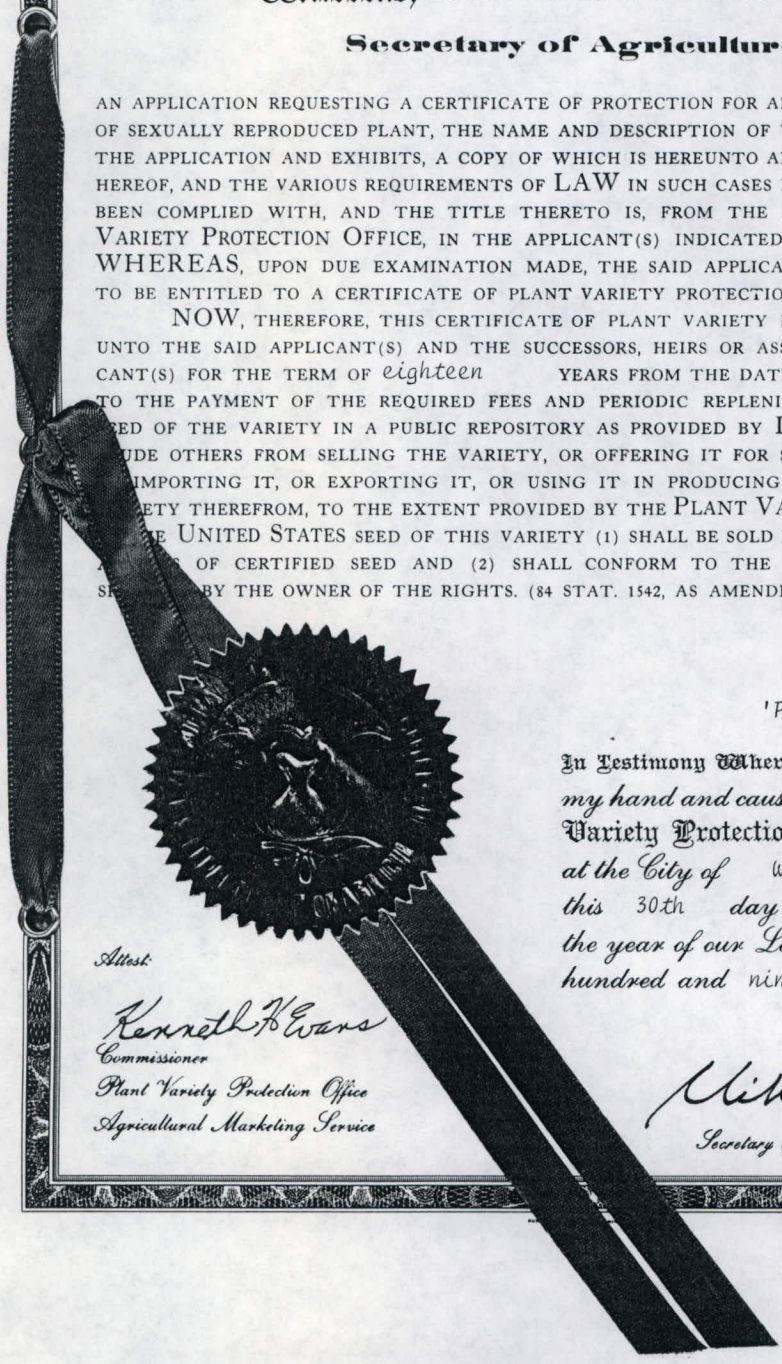 Secretary of Agricultur
AN APPLICATION REQUESTING A CERTIFICATE OF PROTECTION FOR A
OF SEXUALLY REPRODUCED PLANT, THE NAME AND DESCRIPTION OF
THE APPLICATION AND EXHIBITS, A COPY OF WHICH IS HEREUNTO A
HEREOF, AND THE VARIOUS REQUIREMENTS OF LAW IN SUCH CASES
BEEN COMPLIED WITH, AND THE TITLE THERETO IS, FROM THE
VARIETY PROTECTION OFFICE, IN THE APPLICANT(S) INDICATED
WHEREAS, UPON DUE EXAMINATION MADE, THE SAID APPLICA
TO BE ENTITLED TO A CERTIFICATE OF PLANT VARIETY PROTECTIO
NOW, THEREFORE, THIS CERTIFICATE OF PLANT VARIETY
UNTO THE SAID APPLICANT(S) AND THE SUCCESSORS, HEIRS OR ASS
CANT(S) FOR THE TERM OF eighteen YEARS FROM THE DAT
TO THE PAYMENT OF THE REQUIRED FEES AND PERIODIC REPLENI
ED OF THE VARIETY IN A PUBLIC REPOSITORY AS PROVIDED BY L
UDE OTHERS FROM SELLING THE VARIETY, OR OFFERING IT FOR S
IMPORTING IT, OR EXPORTING IT, OR USING IT IN PRODUCING
ETY THEREFROM, TO THE EXTENT PROVIDED BY THE PLANT VA
E UNITED STATES SEED OF THIS VARIETY (1) SHALL BE SOLD
OF CERTIFIED SEED AND (2) SHALL CONFORM TO THE
BY THE OWNER OF THE RIGHTS. (84 STAT. 1542, AS AMENDE
'P
In Testimony Wher
my hand and caus
Variety Protectio
at the City of W
this 30th day
the year of our Lo
hundred and nin
Attest:
Kenneth H Evans
Commissioner
Plant Variety Protection Office
Agricultural Marketing Service
Mik
Secretary